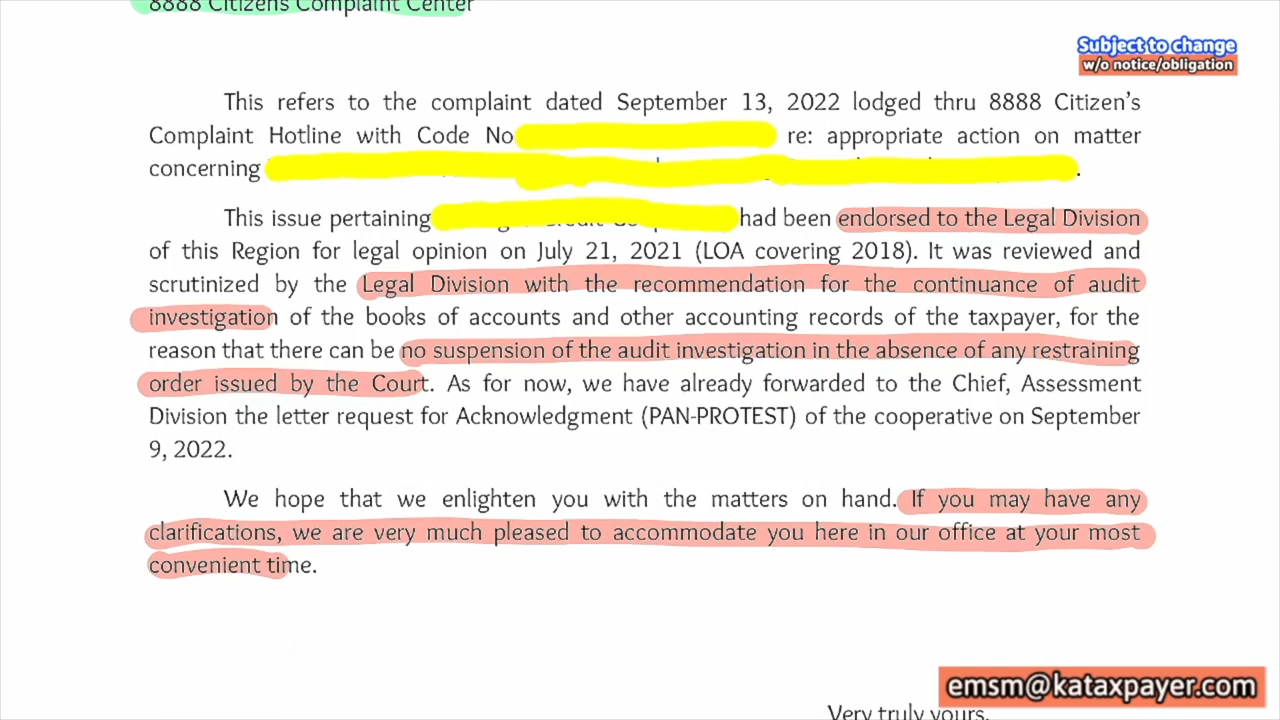 8888 Citizens Complaint Center
Subject to change
w/o notice/obligation
This refers to the complaint dated September 13, 2022 lodged thru 8888 Citizen's
Complaint Hotline with Code No re: appropriate action on matter
concerning .
This issue pertaining had been endorsed to the Legal Division
of this Region for legal opinion on July 21, 2021 (LOA covering 2018). It was reviewed and
scrutinized by the Legal Division with the recommendation for the continuance of audit
investigation of the books of accounts and other accounting records of the taxpayer, for the
reason that there can be no suspension of the audit investigation in the absence of any restraining
order issued by the Court. As for now, we have already forwarded to the Chief, Assessment
Division the letter request for Acknowledgment (PAN-PROTEST) of the cooperative on September
9, 2022.
We hope that we enlighten you with the matters on hand. If you may have any
clarifications, we are very much pleased to accommodate you here in our office at your most
convenient time.
emsm@kataxpayer.com
Very truly yours,